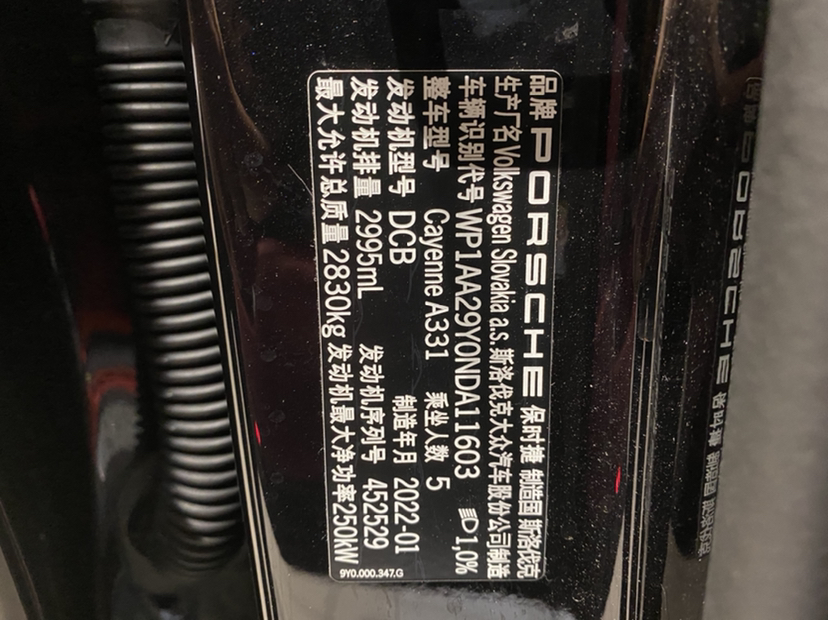 品牌 PORSCHE 保时捷 制造国 斯洛伐克
生产厂名 Volkswagen Slovakia a.s. 斯洛伐克大众汽车股份公司制造
车辆识别代号 WP1AA29Y0NDA11603 1,0%
整车型号 Cayenne A331 乘坐人数 5
发动机型号 DCB 制造年月 2022-01
发动机排量 2995mL 发动机序列号 452529
最大允许总质量 2830kg 发动机最大净功率 250kW
9Y0.000.347.G